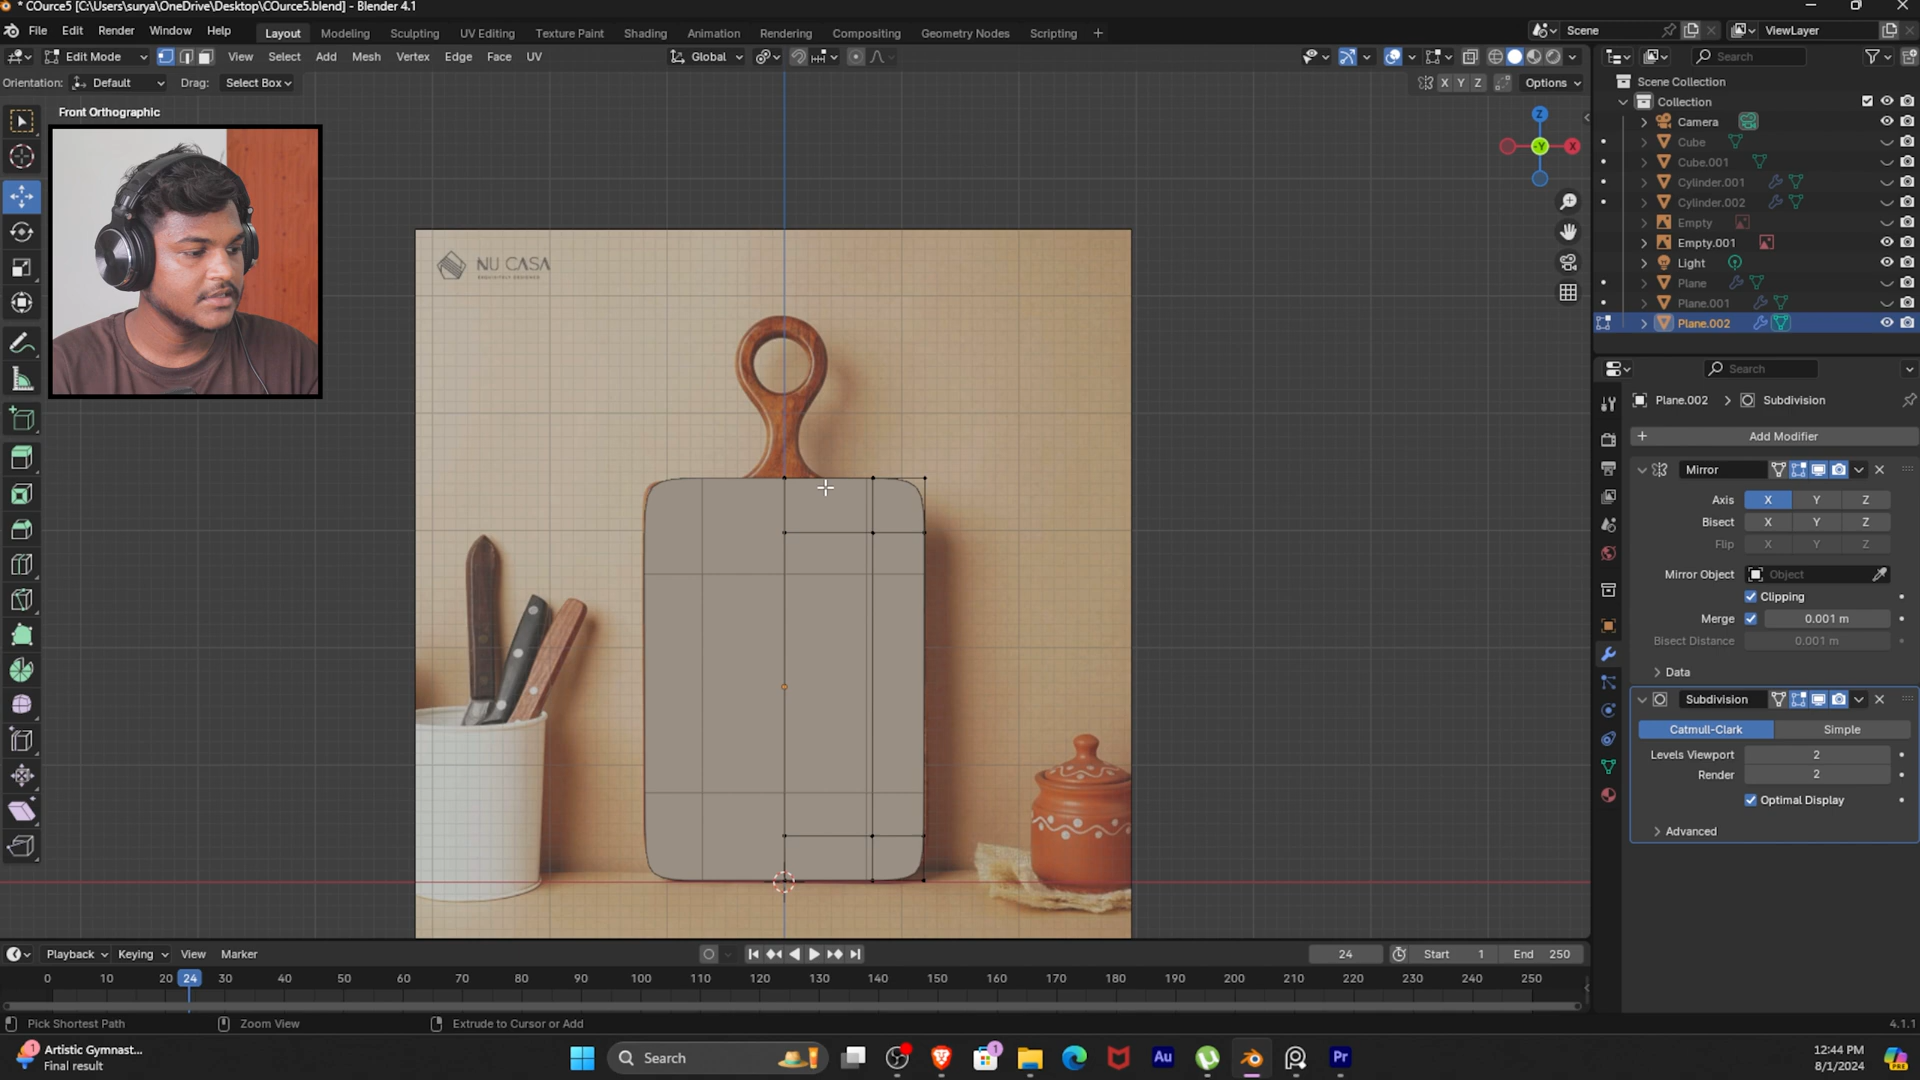 * COurce5 [C:\Users\surya\OneDrive\Desktop\COurce5.blend] - Blender 4.1
File Edit Render Window Help Layout Modeling Sculpting UV Editing Texture Paint Shading Animation Rendering Compositing Geometry Nodes Scripting + Scene ViewLayer
Edit Mode View Select Add Mesh Vertex Edge Face UV Global Search
Orientation: Default Drag: Select Box X Y Z Options
Scene Collection
Collection
Camera
Cube
Cube.001
Cylinder.001
Cylinder.002
Empty
Empty.001
Light
Plane
Plane.001
Plane.002
Front Orthographic
Z
-Y
X
NU CASA
Search
Plane.002 > Subdivision
+ Add Modifier
Mirror
Axis X Y Z
Bisect X Y Z
Flip X Y Z
Mirror Object Object
Clipping
Merge 0.001 m
Bisect Distance 0.001 m
Data
Subdivision
Catmull-Clark Simple
Levels Viewport 2
Render 2
Optimal Display
Advanced
Playback Keying View Marker 24 Start 1 End 250
0 10 20 24 30 40 50 60 70 80 90 100 110 120 130 140 150 160 170 180 190 200 210 220 230 240 250
Pick Shortest Path Zoom View Extrude to Cursor or Add 4.1.1
1 Artistic Gymnast...
Final result
Search
1
Au
Pr
12:44 PM
8/1/2024
PRE